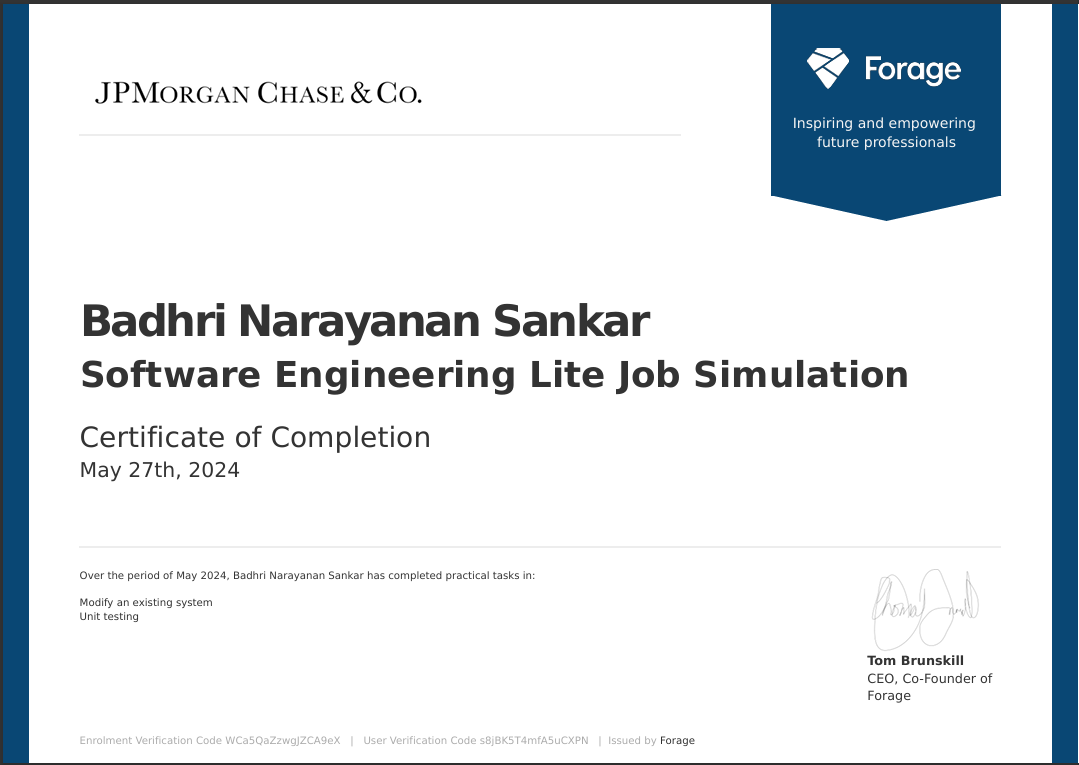 JPMORGAN CHASE & CO.
Forage
Inspiring and empowering
future professionals
Badhri Narayanan Sankar
Software Engineering Lite Job Simulation
Certificate of Completion
May 27th, 2024
Over the period of May 2024, Badhri Narayanan Sankar has completed practical tasks in:
Modify an existing system
Unit testing
Tom Brunskill
CEO, Co-Founder of
Forage
Enrolment Verification Code WCa5QaZzwgJZCA9eX | User Verification Code s8jBK5T4mfA5uCXPN | Issued by Forage